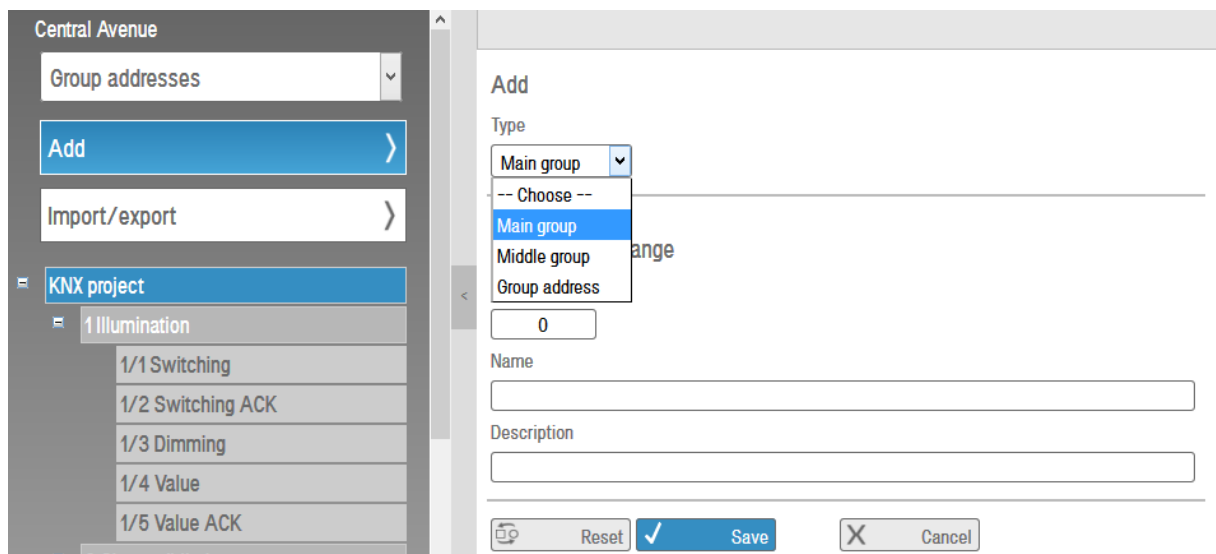 Central Avenue
Group addresses
Add
Import/export
KNX project
1 Illumination
1/1 Switching
1/2 Switching ACK
1/3 Dimming
1/4 Value
1/5 Value ACK
<
Add
Type
Main group
-- Choose --
Main group
Middle group
Group address
ange
0
Name
Description
Reset
Save
Cancel